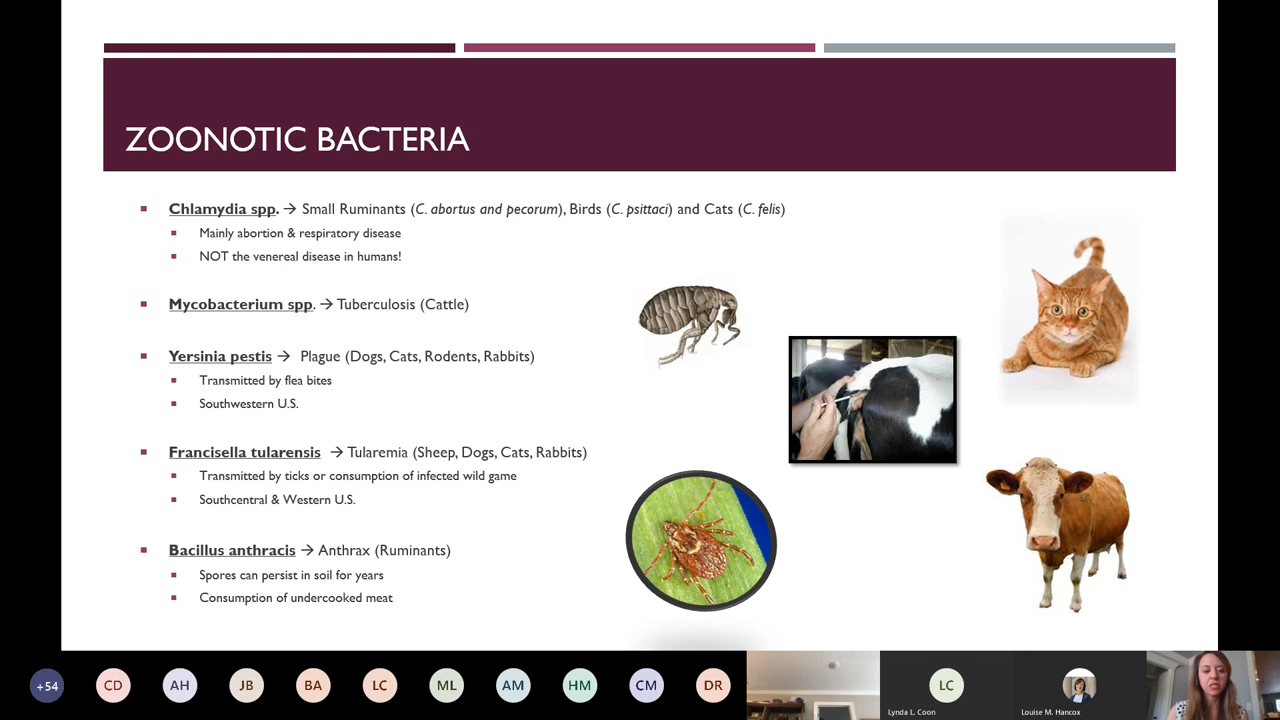 ZOONOTIC BACTERIA
Chlamydia spp. → Small Ruminants (C. abortus and pecorum), Birds (C. psittaci) and Cats (C. felis)
Mainly abortion & respiratory disease
NOT the venereal disease in humans!
Mycobacterium spp. → Tuberculosis (Cattle)
Yersinia pestis → Plague (Dogs, Cats, Rodents, Rabbits)
Transmitted by flea bites
Southwestern U.S.
Francisella tularensis → Tularemia (Sheep, Dogs, Cats, Rabbits)
Transmitted by ticks or consumption of infected wild game
Southcentral & Western U.S.
Bacillus anthracis → Anthrax (Ruminants)
Spores can persist in soil for years
Consumption of undercooked meat
+54 CD AH JB BA LC ML AM HM CM DR LC
Lynda L. Coon Louise M. Hancox